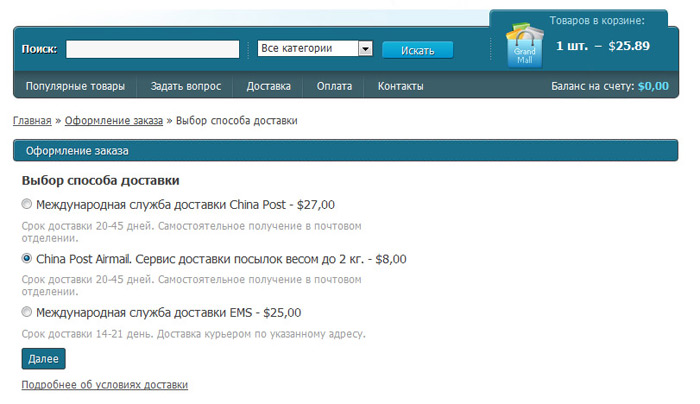 Товаров в корзине:
Поиск:
Все категории
Искать
Grand
Mall
1 шт. – $25.89
Популярные товары
Задать вопрос
Доставка
Оплата
Контакты
Баланс на счету: $0,00
Главная » Оформление заказа » Выбор способа доставки
Оформление заказа
Выбор способа доставки
Международная служба доставки China Post - $27,00
Срок доставки 20-45 дней. Самостоятельное получение в почтовом
отделении.
China Post Airmail. Сервис доставки посылок весом до 2 кг. - $8,00
Срок доставки 20-45 дней. Самостоятельное получение в почтовом
отделении.
Международная служба доставки EMS - $25,00
Срок доставки 14-21 день. Доставка курьером по указанному адресу.
Далее
Подробнее об условиях доставки